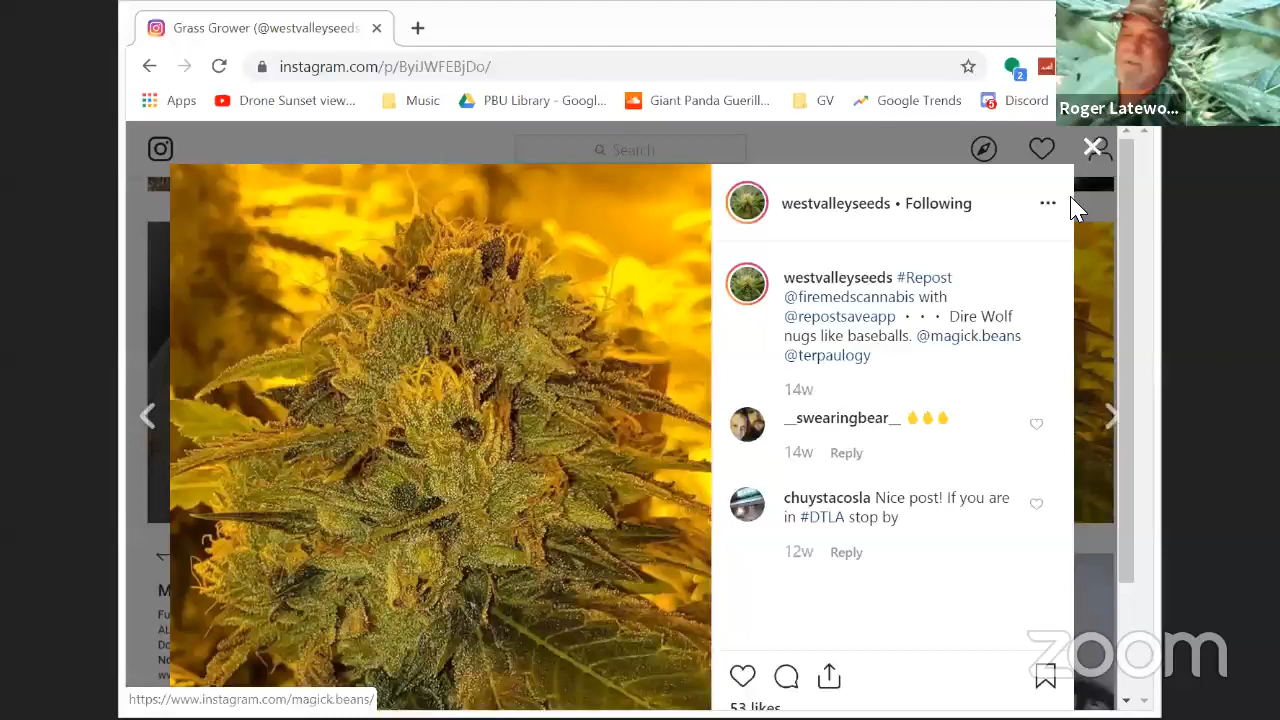 Grass Grower (@westvalleyseeds
instagram.com/p/ByiJWFEBjDo/
2
Apps
Drone Sunset view...
Music
PBU Library - Googl...
Giant Panda Guerill...
GV
Google Trends
5
Discord
Roger Latewo...
Search
westvalleyseeds • Following
westvalleyseeds #Repost
@firemedscannabis with
@repostsaveapp ・・・ Dire Wolf
nugs like baseballs. @magick.beans
@terpaulogy
14w
__swearingbear__
14w Reply
chuystacosla Nice post! If you are
in #DTLA stop by
12w Reply
53 likes
zoom
https://www.instagram.com/magick.beans/